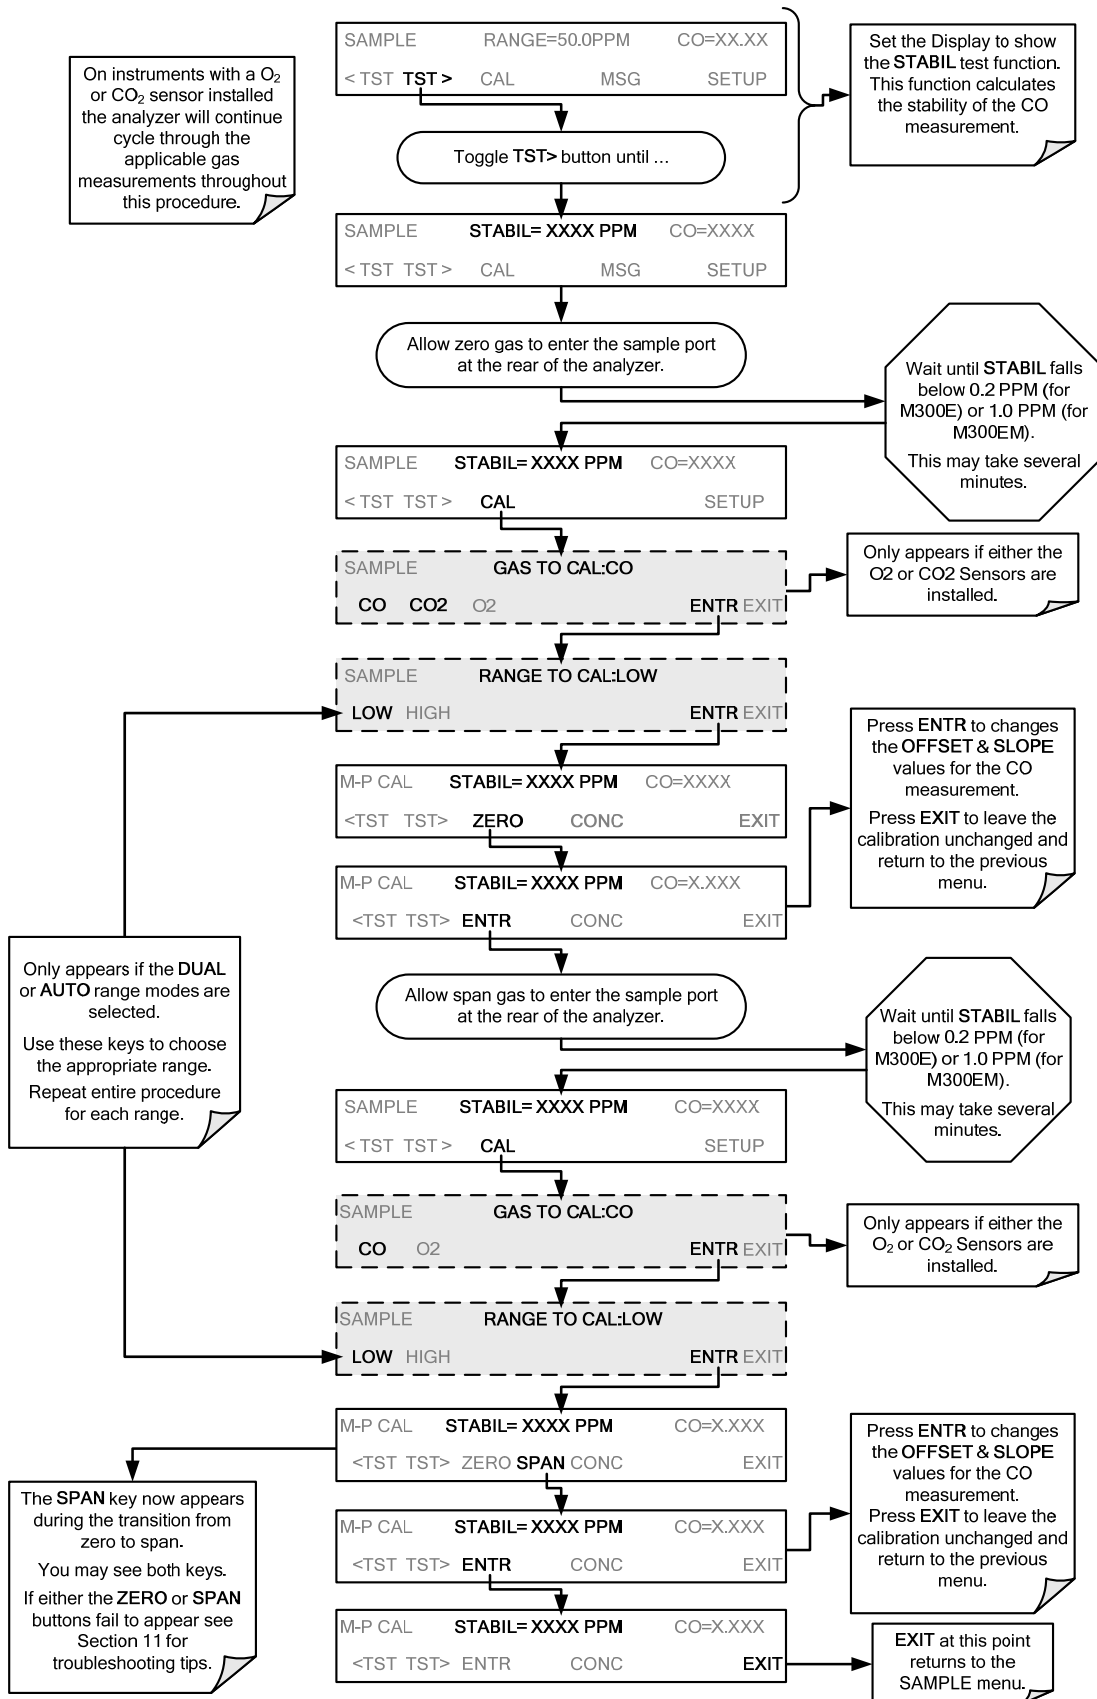 SAMPLE RANGE=50.0PPM CO=XX.XX
< TST TST > CAL MSG SETUP
Set the Display to show
the STABIL test function.
This function calculates
the stability of the CO
measurement.
On instruments with a O2
or CO2 sensor installed
the analyzer will continue
cycle through the
applicable gas
measurements throughout
this procedure.
Toggle TST> button until ...
SAMPLE STABIL= XXXX PPM CO=XXXX
< TST TST > CAL MSG SETUP
Allow zero gas to enter the sample port
at the rear of the analyzer.
Wait until STABIL falls
below 0.2 PPM (for
M300E) or 1.0 PPM (for
M300EM).
This may take several
minutes.
SAMPLE STABIL= XXXX PPM CO=XXXX
< TST TST > CAL SETUP
SAMPLE GAS TO CAL:CO
CO CO2 O2 ENTR EXIT
Only appears if either the
O2 or CO2 Sensors are
installed.
SAMPLE RANGE TO CAL:LOW
LOW HIGH ENTR EXIT
M-P CAL STABIL= XXXX PPM CO=XXXX
<TST TST> ZERO CONC EXIT
Press ENTR to changes
the OFFSET & SLOPE
values for the CO
measurement.
Press EXIT to leave the
calibration unchanged and
return to the previous
menu.
M-P CAL STABIL= XXXX PPM CO=X.XXX
<TST TST> ENTR CONC EXIT
Only appears if the DUAL
or AUTO range modes are
selected.
Use these keys to choose
the appropriate range.
Repeat entire procedure
for each range.
Allow span gas to enter the sample port
at the rear of the analyzer.
Wait until STABIL falls
below 0.2 PPM (for
M300E) or 1.0 PPM (for
M300EM).
This may take several
minutes.
SAMPLE STABIL= XXXX PPM CO=XXXX
< TST TST > CAL SETUP
SAMPLE GAS TO CAL:CO
CO O2 ENTR EXIT
Only appears if either the
O2 or CO2 Sensors are
installed.
SAMPLE RANGE TO CAL:LOW
LOW HIGH ENTR EXIT
M-P CAL STABIL= XXXX PPM CO=X.XXX
<TST TST> ZERO SPAN CONC EXIT
The SPAN key now appears
during the transition from
zero to span.
You may see both keys.
If either the ZERO or SPAN
buttons fail to appear see
Section 11 for
troubleshooting tips.
M-P CAL STABIL= XXXX PPM CO=X.XXX
<TST TST> ENTR CONC EXIT
Press ENTR to changes
the OFFSET & SLOPE
values for the CO
measurement.
Press EXIT to leave the
calibration unchanged and
return to the previous
menu.
M-P CAL STABIL= XXXX PPM CO=X.XXX
<TST TST> ENTR CONC EXIT
EXIT at this point
returns to the
SAMPLE menu.